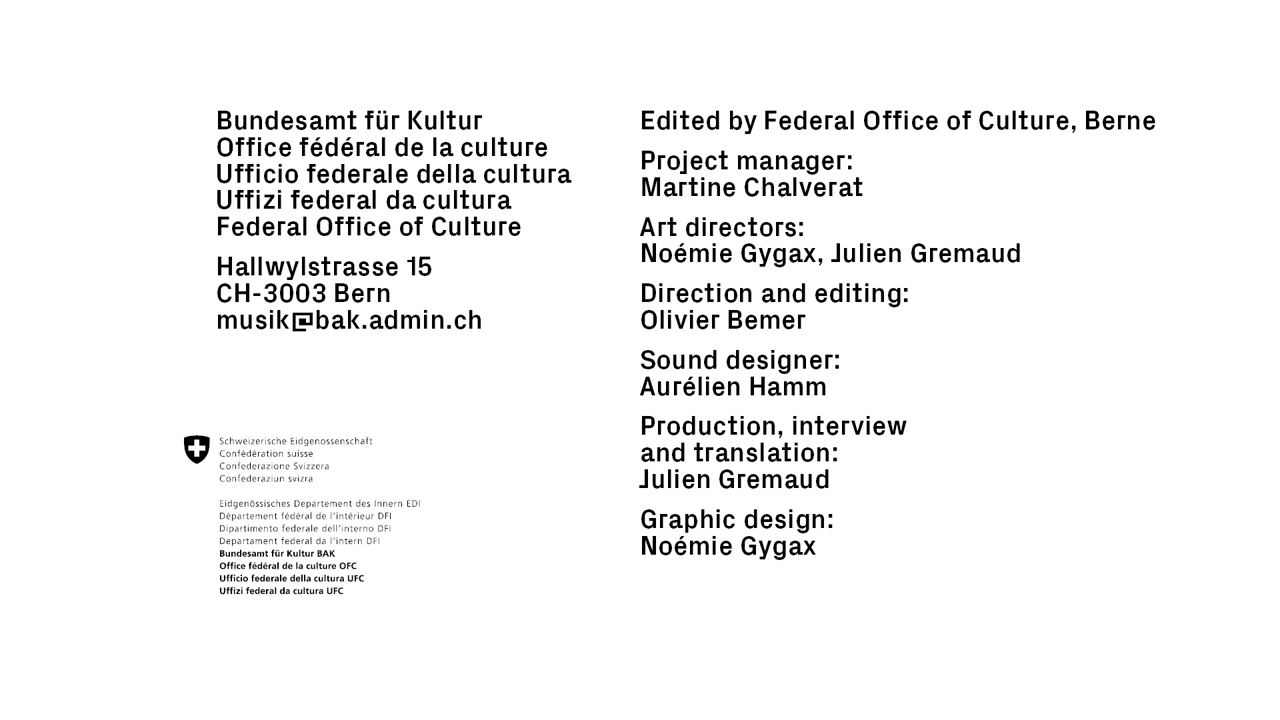 Bundesamt für Kultur
Office fédéral de la culture
Ufficio federale della cultura
Uffizi federal da cultura
Federal Office of Culture
Hallwylstrasse 15
CH-3003 Bern
musik@bak.admin.ch
Schweizerische Eidgenossenschaft
Confédération suisse
Confederazione Svizzera
Confederaziun svizra
Eidgenössisches Departement des Innern EDI
Département fédéral de l'intérieur DFI
Dipartimento federale dell'interno DFI
Departament federal da l'intern DFI
Bundesamt für Kultur BAK
Office fédéral de la culture OFC
Ufficio federale della cultura UFC
Uffizi federal da cultura UFC
Edited by Federal Office of Culture, Berne
Project manager:
Martine Chalverat
Art directors:
Noémie Gygax, Julien Gremaud
Direction and editing:
Olivier Bemer
Sound designer:
Aurélien Hamm
Production, interview
and translation:
Julien Gremaud
Graphic design:
Noémie Gygax